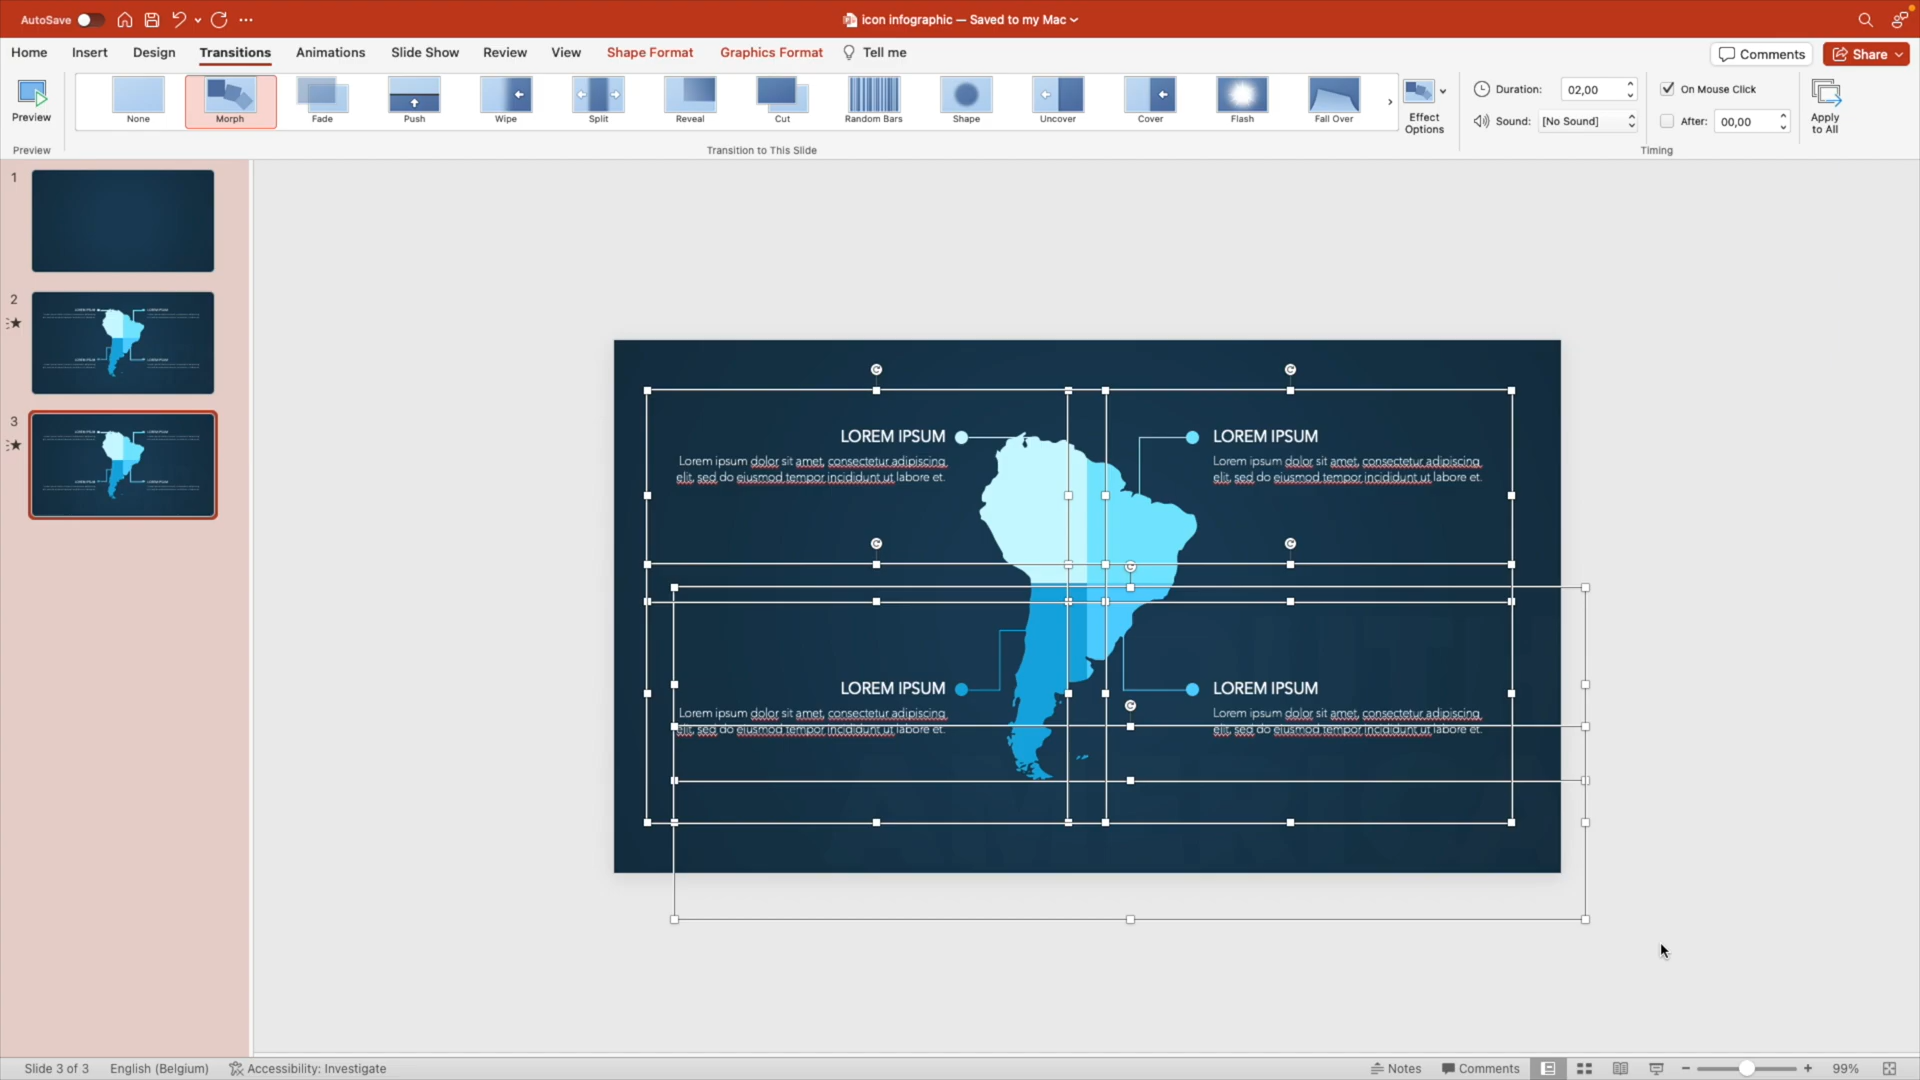 AutoSave
icon infographic — Saved to my Mac
Home Insert Design Transitions Animations Slide Show Review View Shape Format Graphics Format Tell me Comments Share
Preview
None Morph Fade Push Wipe Split Reveal Cut Random Bars Shape Uncover Cover Flash Fall Over
Effect
Options
Duration: 02,00
Sound: [No Sound]
On Mouse Click
After: 00,00
Apply
to All
Preview Transition to This Slide Timing
1
2
3
LOREM IPSUM
Lorem ipsum dolor sit amet, consectetur adipiscing
elit, sed do eiusmod tempor incididunt ut labore et.
LOREM IPSUM
Lorem ipsum dolor sit amet, consectetur adipiscing
elit, sed do eiusmod tempor incididunt ut labore et.
LOREM IPSUM
Lorem ipsum dolor sit amet, consectetur adipiscing
elit, sed do eiusmod tempor incididunt ut labore et.
LOREM IPSUM
Lorem ipsum dolor sit amet, consectetur adipiscing
elit, sed do eiusmod tempor incididunt ut labore et.
Slide 3 of 3 English (Belgium) Accessibility: Investigate Notes Comments 99%